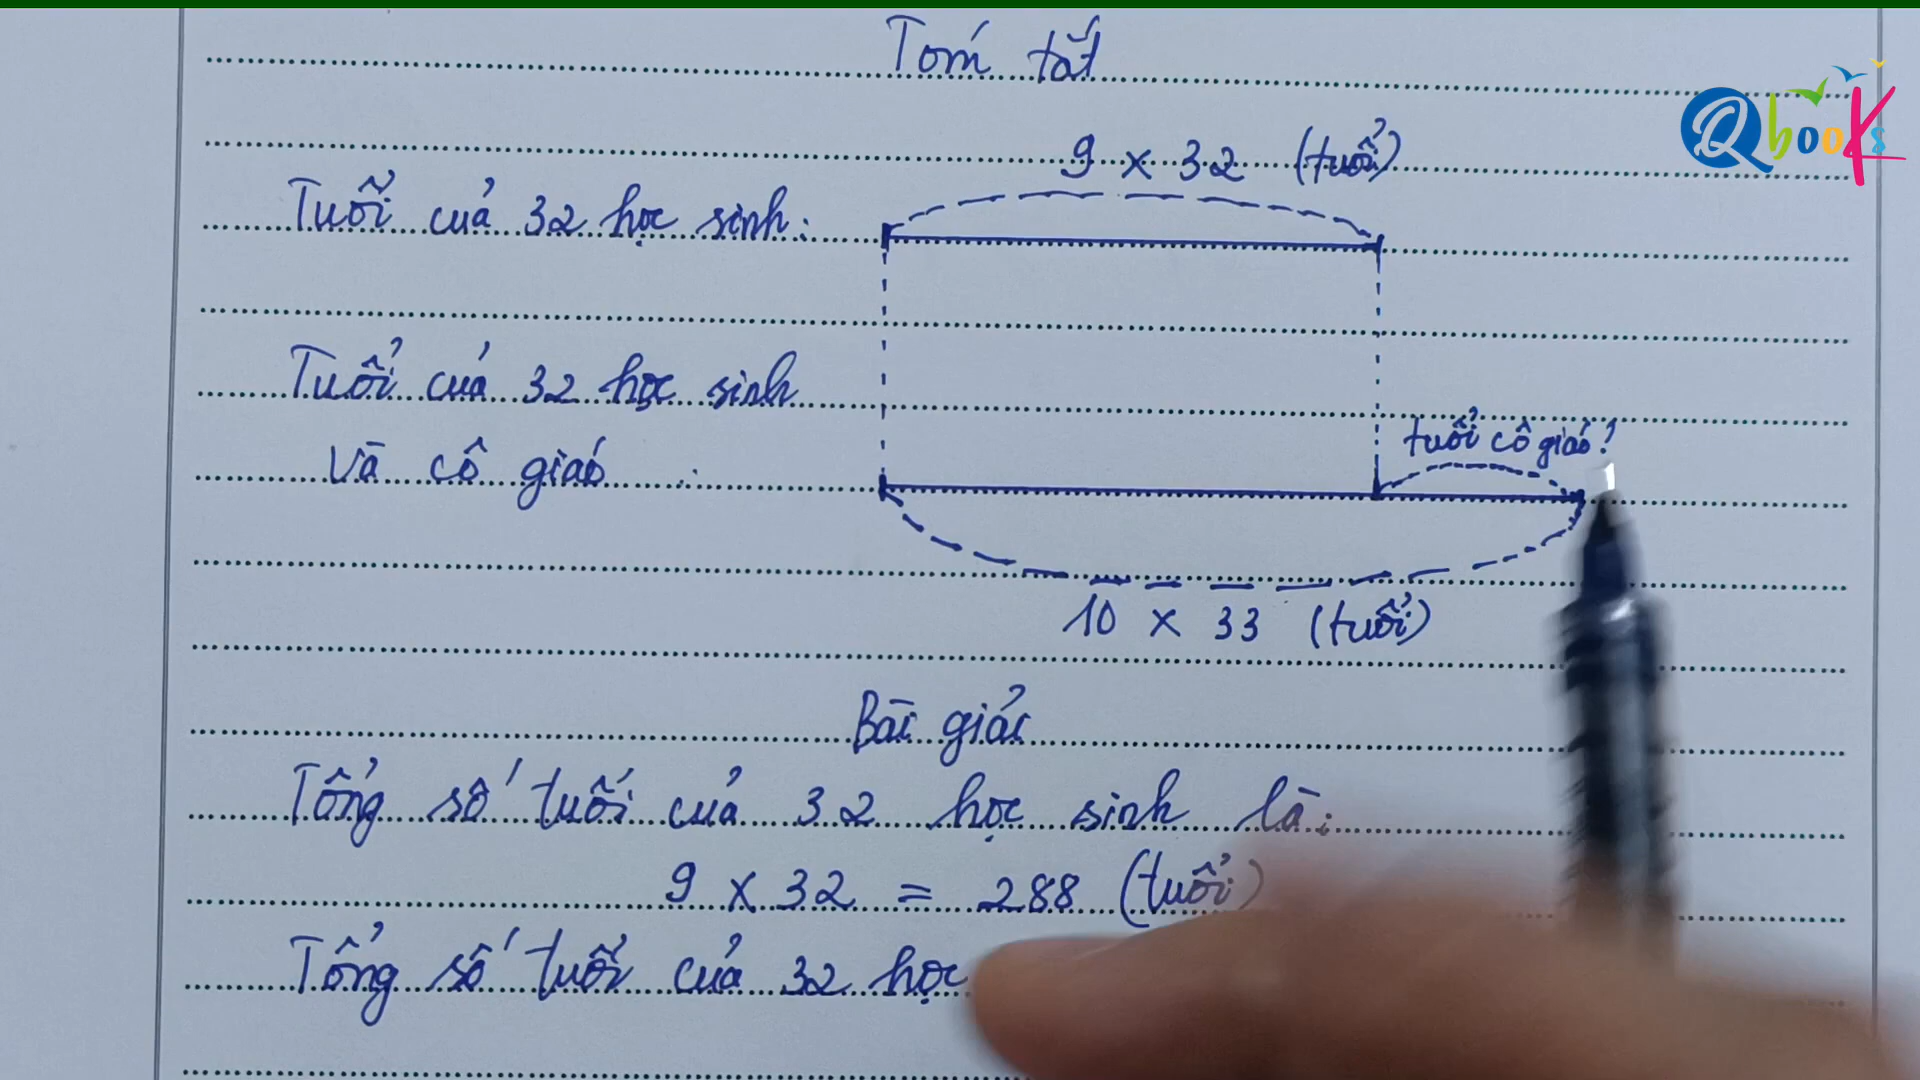 Tóm tắt
Qbooks
9 x 32 (tuổi)
Tuổi của 32 học sinh:
Tuổi của 32 học sinh
và cô giáo :
tuổi cô giáo?
10 x 33 (tuổi)
Bài giải
Tổng số tuổi của 32 học sinh là:
9 x 32 = 288 (tuổi)
Tổng số tuổi của 32 học